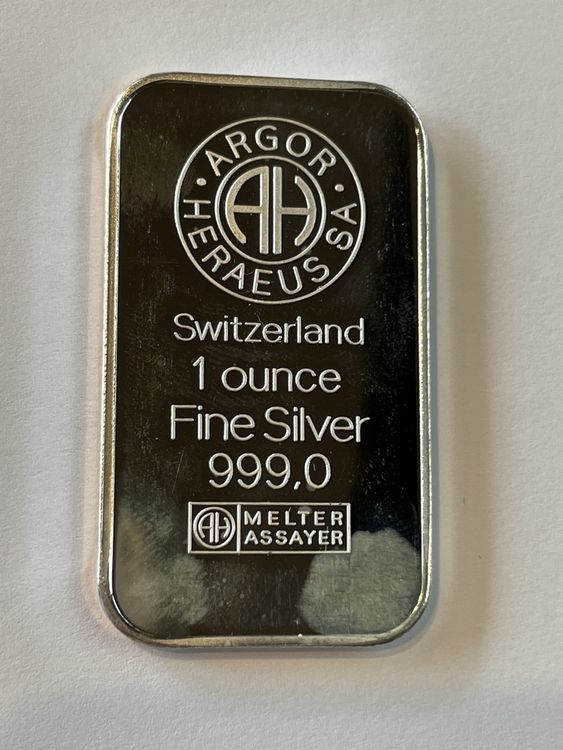 ARGOR
HERAEUS SA
AH
Switzerland
1 ounce
Fine Silver
999,0
AH MELTER
ASSAYER